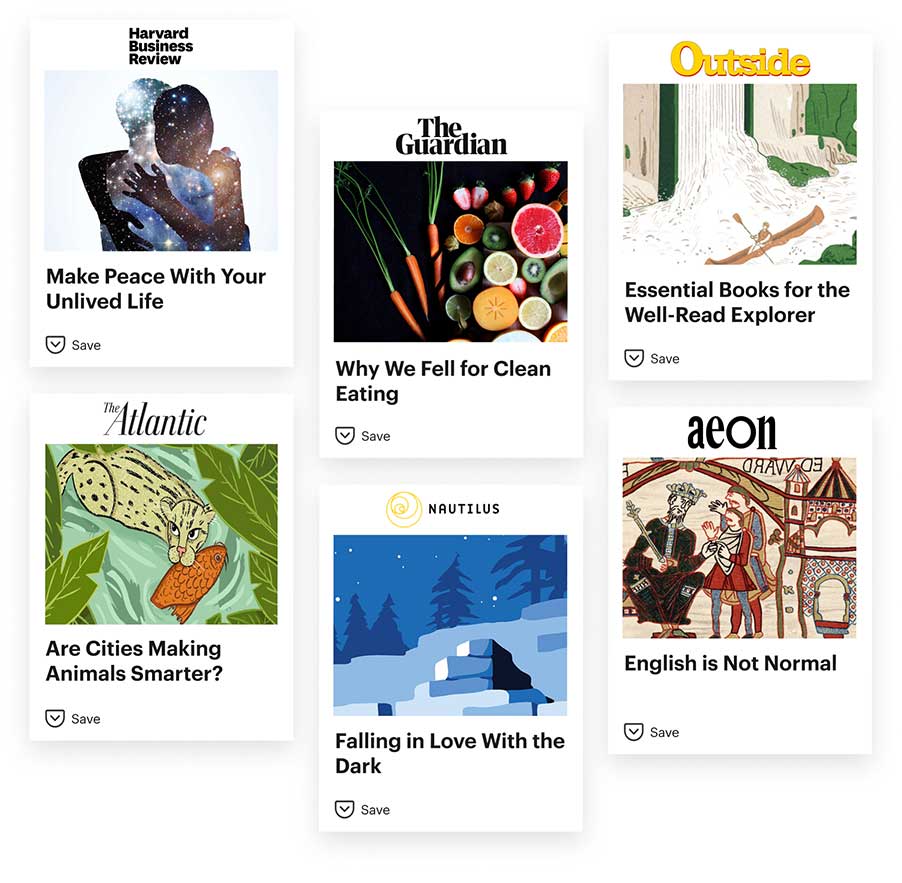 Harvard
Business
Review
Make Peace With Your
Unlived Life
Save
The Atlantic
Are Cities Making
Animals Smarter?
Save
The
Guardian
Why We Fell for Clean
Eating
Save
NAUTILUS
Falling in Love With the
Dark
Save
Outside
Essential Books for the
Well-Read Explorer
Save
aeon
EDWARD
English is Not Normal
Save